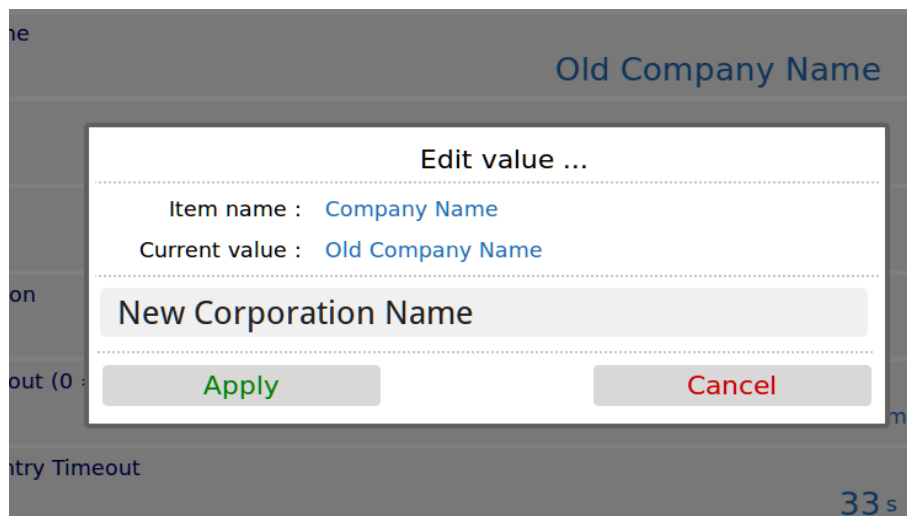 ne
Old Company Name
Edit value ...
Item name : Company Name
Current value : Old Company Name
on
New Corporation Name
out (0 :
Apply Cancel
m
ntry Timeout
33 s